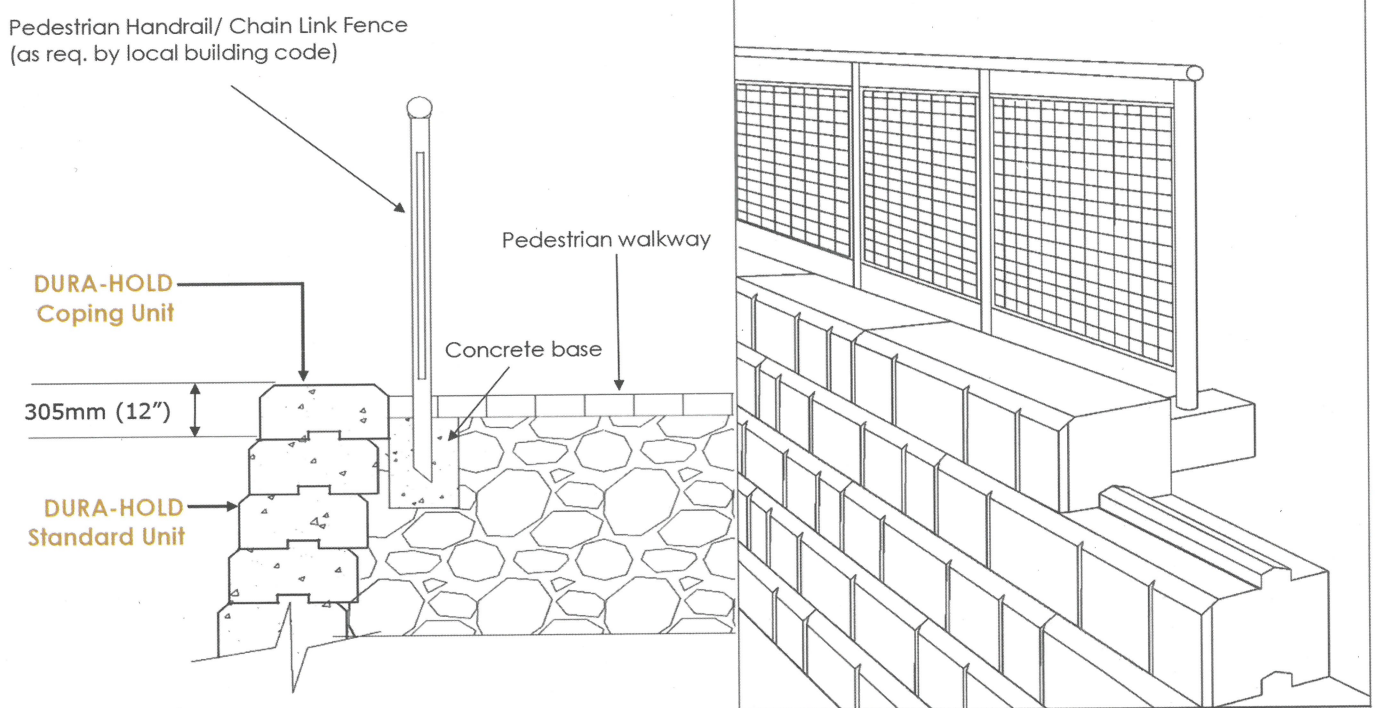 Pedestrian Handrail/ Chain Link Fence
(as req. by local building code)
Pedestrian walkway
DURA-HOLD
Coping Unit
Concrete base
305mm (12”)
DURA-HOLD
Standard Unit